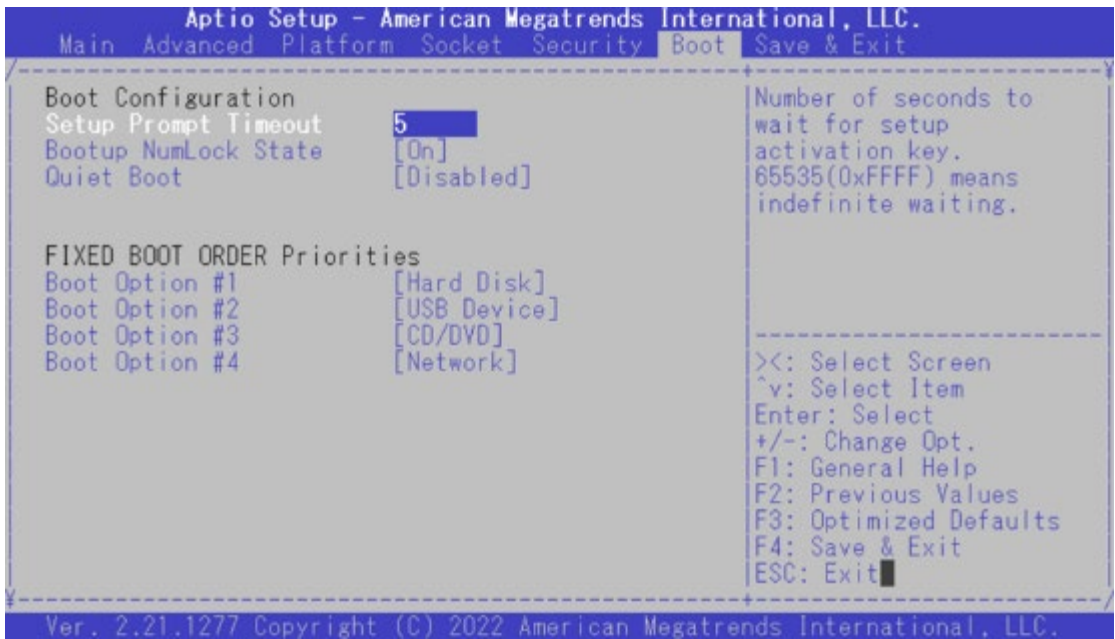 Aptio Setup - American Megatrends International, LLC.
Main Advanced Platform Socket Security Boot Save & Exit
Boot Configuration
Setup Prompt Timeout 5
Bootup NumLock State [On]
Quiet Boot [Disabled]
FIXED BOOT ORDER Priorities
Boot Option #1 [Hard Disk]
Boot Option #2 [USB Device]
Boot Option #3 [CD/DVD]
Boot Option #4 [Network]
Number of seconds to
wait for setup
activation key.
65535(0xFFFF) means
indefinite waiting.
><: Select Screen
^v: Select Item
Enter: Select
+/-: Change Opt.
F1: General Help
F2: Previous Values
F3: Optimized Defaults
F4: Save & Exit
ESC: Exit
Ver. 2.21.1277 Copyright (C) 2022 American Megatrends International, LLC.